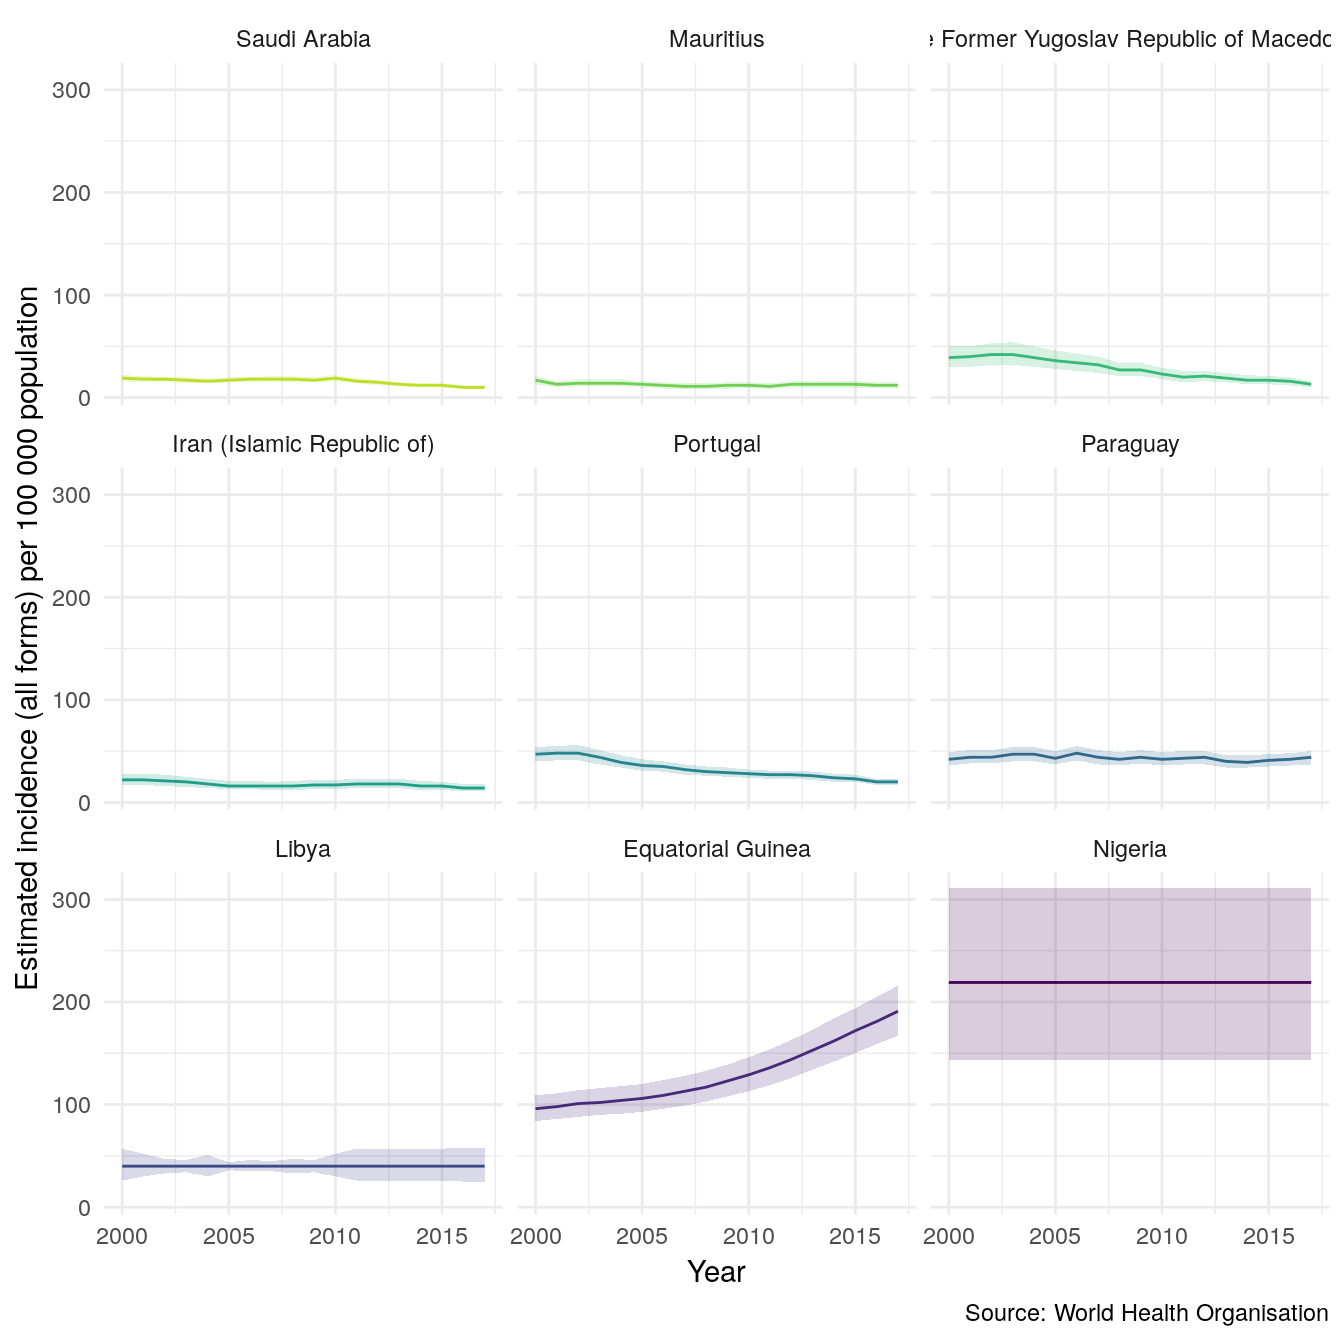 Saudi Arabia
Mauritius
Former Yugoslav Republic of
300
200
100
0
Iran (Islamic Republic of)
Portugal
Paraguay
300
200
100
0
Libya
Equatorial Guinea
Nigeria
300
200
100
0
2000 2005 2010 2015
2000 2005 2010 2015
2000 2005 2010 2015
Estimated incidence (all forms) per 100 000 population
Year
Source: World Health Organisation